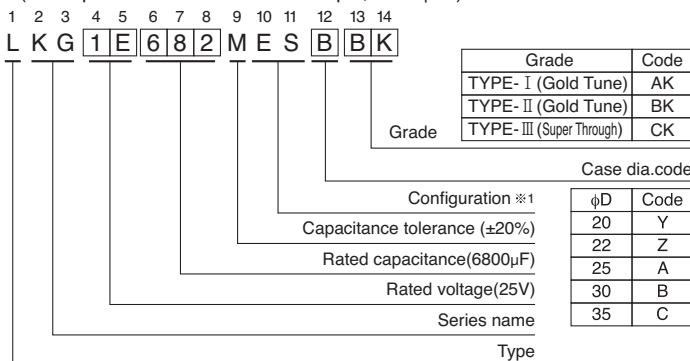 1 2 3 4 5 6 7 8 9 10 11 12 13 14
L K G 1 E 6 8 2 M E S B B K
Grade Code
TYPE-Ⅰ (Gold Tune) AK
TYPE-Ⅱ (Gold Tune) BK
TYPE-Ⅲ (Super Through) CK
Grade
Case dia.code
Configuration ※1
Capacitance tolerance (±20%)
Rated capacitance(6800μF)
Rated voltage(25V)
Series name
Type
ϕD Code
20 Y
22 Z
25 A
30 B
35 C